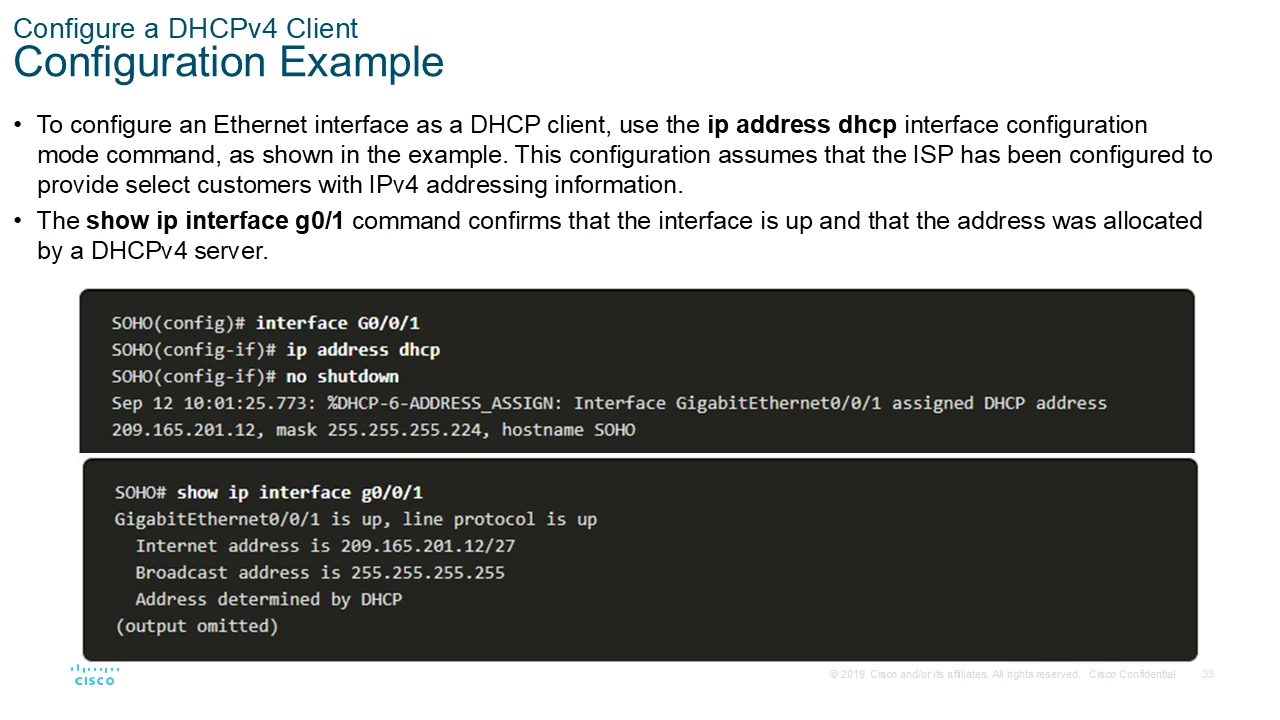 Configure a DHCPv4 Client
Configuration Example
• To configure an Ethernet interface as a DHCP client, use the ip address dhcp interface configuration
mode command, as shown in the example. This configuration assumes that the ISP has been configured to
provide select customers with IPv4 addressing information.
• The show ip interface g0/1 command confirms that the interface is up and that the address was allocated
by a DHCPv4 server.
SOHO(config)# interface G0/0/1
SOHO(config-if)# ip address dhcp
SOHO(config-if)# no shutdown
Sep 12 10:01:25.773: %DHCP-6-ADDRESS_ASSIGN: Interface GigabitEthernet0/0/1 assigned DHCP address
209.165.201.12, mask 255.255.255.224, hostname SOHO
SOHO# show ip interface g0/0/1
GigabitEthernet0/0/1 is up, line protocol is up
Internet address is 209.165.201.12/27
Broadcast address is 255.255.255.255
Address determined by DHCP
(output omitted)
CISCO
© 2019 Cisco and/or its affiliates. All rights reserved. Cisco Confidential 33